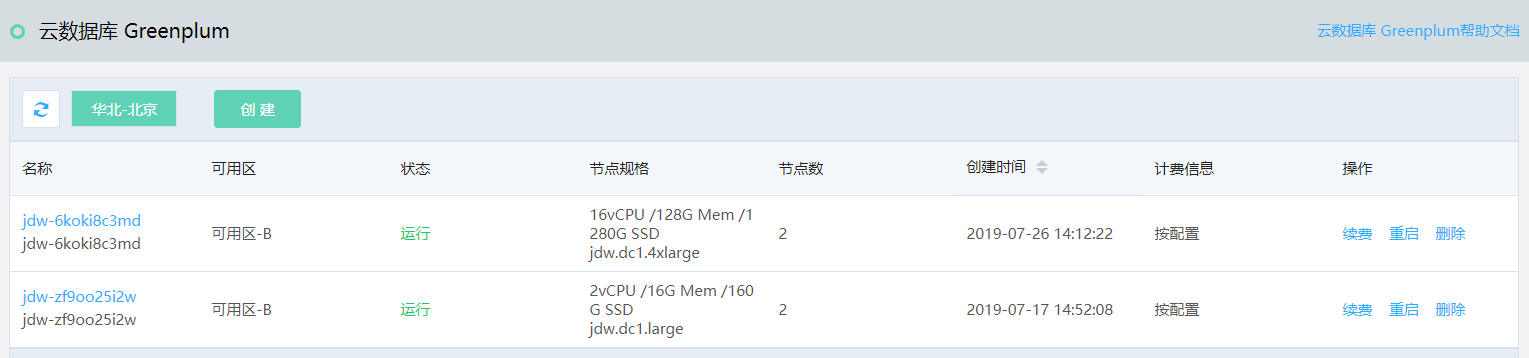 云数据库 Greenplum
云数据库 Greenplum帮助文档
华北-北京
创 建
名称
可用区
状态
节点规格
节点数
创建时间
计费信息
操作
jdw-6koki8c3md
jdw-6koki8c3md
可用区-B
运行
16vCPU /128G Mem /1
280G SSD
jdw.dc1.4xlarge
2
2019-07-26 14:12:22
按配置
续费 重启 删除
jdw-zf9oo25i2w
jdw-zf9oo25i2w
可用区-B
运行
2vCPU /16G Mem /160
G SSD
jdw.dc1.large
2
2019-07-17 14:52:08
按配置
续费 重启 删除